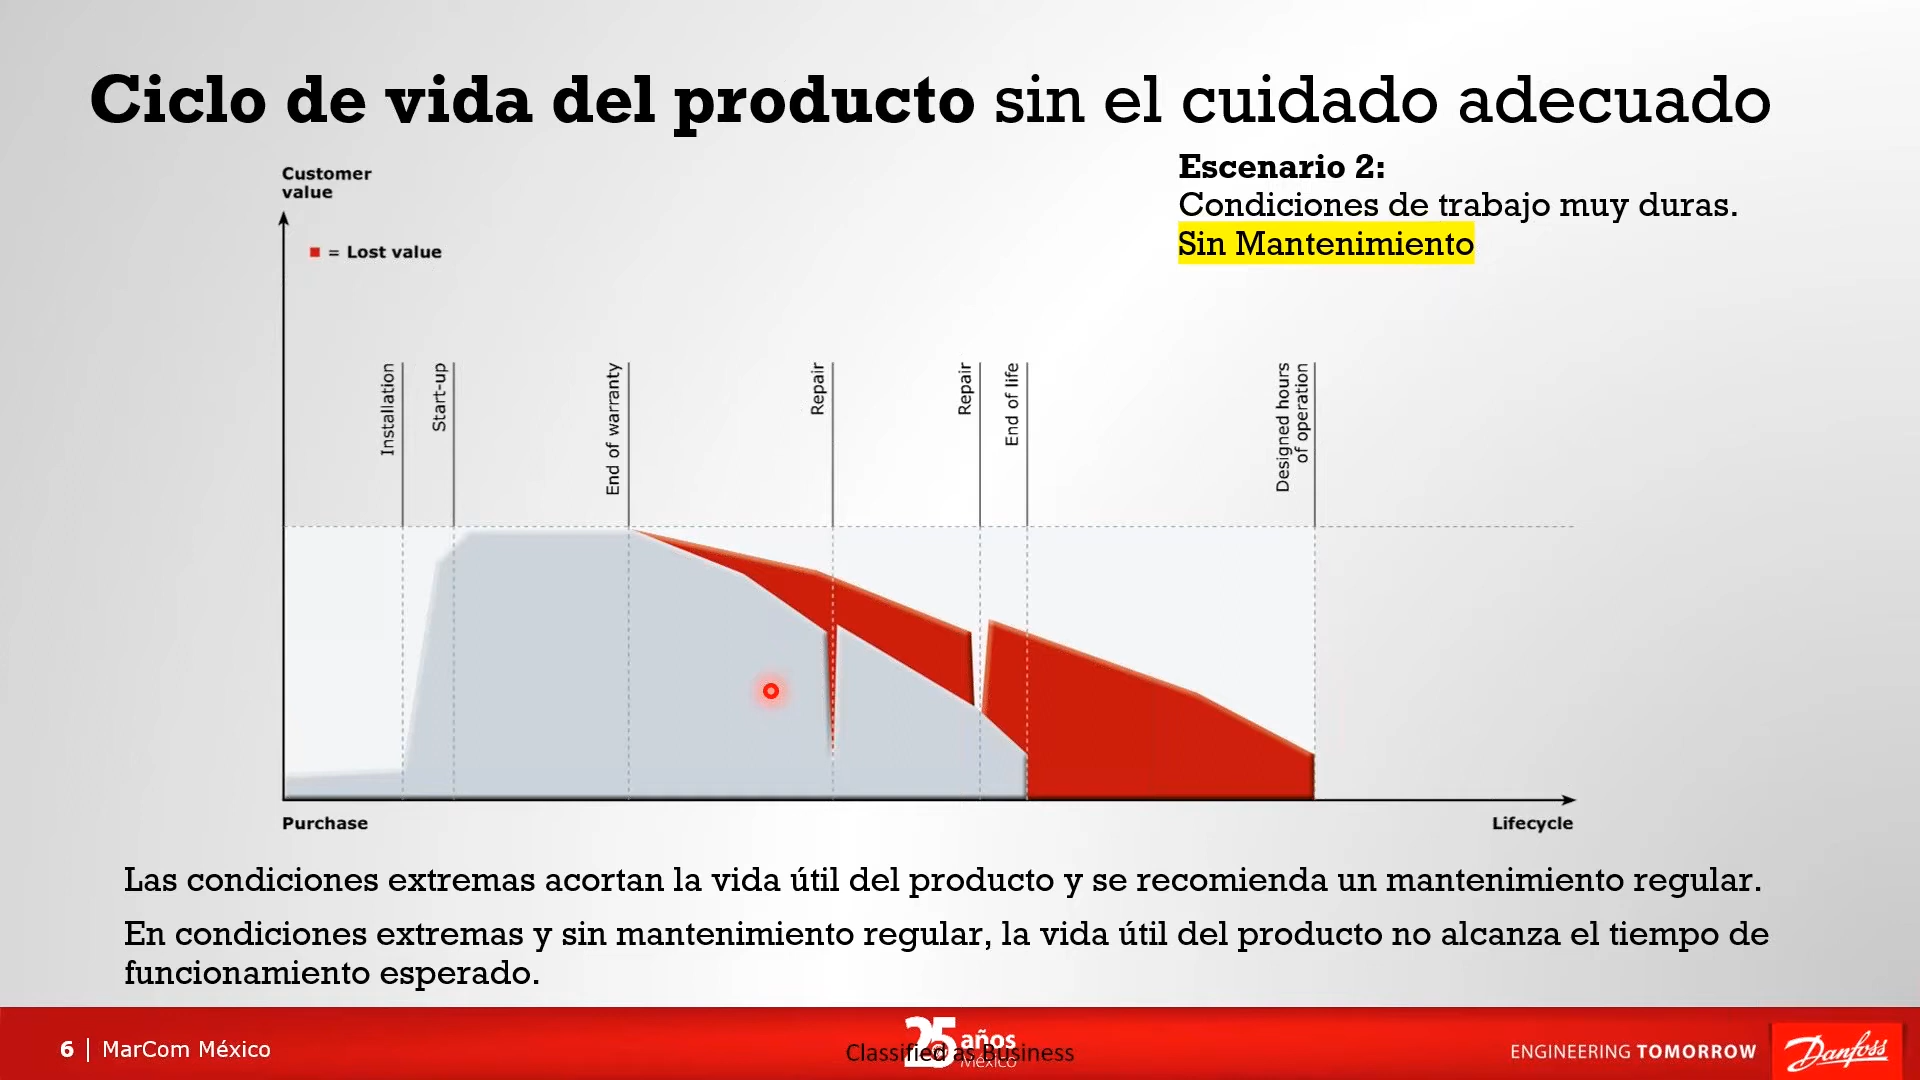 Ciclo de vida del producto sin el cuidado adecuado
Escenario 2:
Condiciones de trabajo muy duras.
Sin Mantenimiento
Customer
value
= Lost value
Installation
Start-up
End of warranty
Repair
Repair
End of life
Designed hours
of operation
Purchase
Lifecycle
Las condiciones extremas acortan la vida útil del producto y se recomienda un mantenimiento regular.
En condiciones extremas y sin mantenimiento regular, la vida útil del producto no alcanza el tiempo de
funcionamiento esperado.
6 | MarCom México
25 años
México
Classified as Business
ENGINEERING TOMORROW
Danfoss